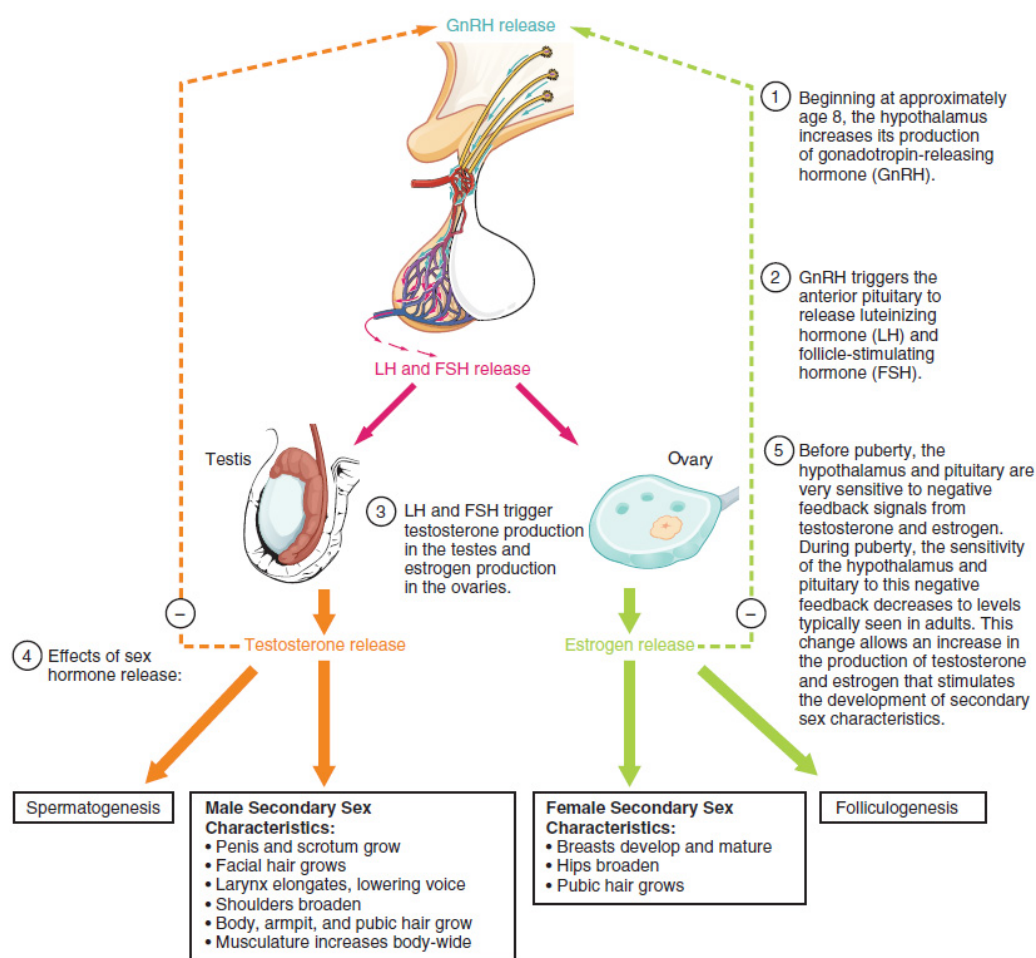 GnRH release
1
Beginning at approximately
age 8, the hypothalamus
increases its production
of gonadotropin-releasing
hormone (GnRH).
2
GnRH triggers the
anterior pituitary to
release luteinizing
hormone (LH) and
follicle-stimulating
hormone (FSH).
LH and FSH release
Testis
Ovary
3
LH and FSH trigger
testosterone production
in the testes and
estrogen production
in the ovaries.
5
Before puberty, the
hypothalamus and pituitary are
very sensitive to negative
feedback signals from
testosterone and estrogen.
During puberty, the sensitivity
of the hypothalamus and
pituitary to this negative
feedback decreases to levels
typically seen in adults. This
change allows an increase in
the production of testosterone
and estrogen that stimulates
the development of secondary
sex characteristics.
–
–
Testosterone release
Estrogen release
4
Effects of sex
hormone release:
Spermatogenesis
Male Secondary Sex
Characteristics:
• Penis and scrotum grow
• Facial hair grows
• Larynx elongates, lowering voice
• Shoulders broaden
• Body, armpit, and pubic hair grow
• Musculature increases body-wide
Female Secondary Sex
Characteristics:
• Breasts develop and mature
• Hips broaden
• Pubic hair grows
Folliculogenesis